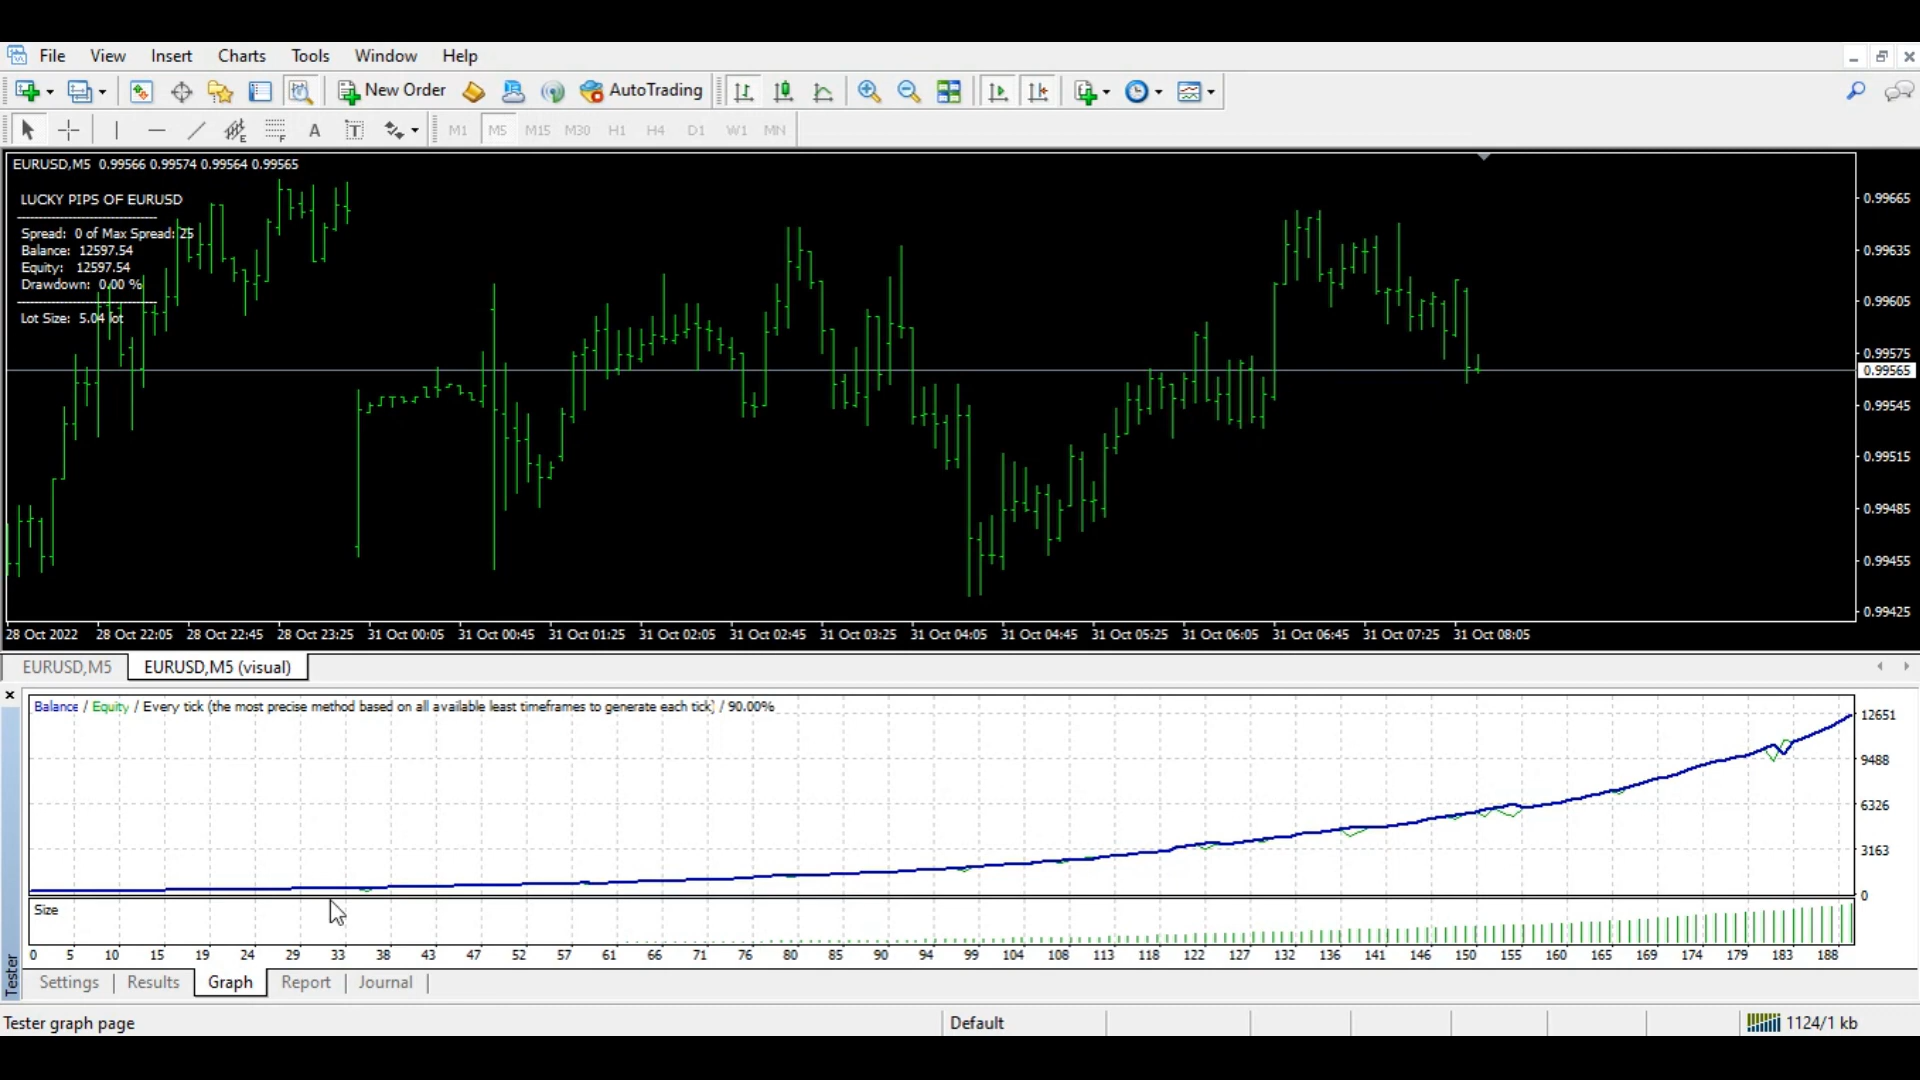 File View Insert Charts Tools Window Help
New Order AutoTrading
E F A T M1 M5 M15 M30 H1 H4 D1 W1 MN
EURUSD,M5 0.99566 0.99574 0.99564 0.99565
LUCKY PIPS OF EURUSD
Spread: 0 of Max Spread: 25
Balance: 12597.54
Equity: 12597.54
Drawdown: 0.00 %
Lot Size: 5.04 lot
0.99665
0.99635
0.99605
0.99575
0.99565
0.99545
0.99515
0.99485
0.99455
0.99425
28 Oct 2022 28 Oct 22:05 28 Oct 22:45 28 Oct 23:25 31 Oct 00:05 31 Oct 00:45 31 Oct 01:25 31 Oct 02:05 31 Oct 02:45 31 Oct 03:25 31 Oct 04:05 31 Oct 04:45 31 Oct 05:25 31 Oct 06:05 31 Oct 06:45 31 Oct 07:25 31 Oct 08:05
EURUSD,M5 EURUSD,M5 (visual)
Balance / Equity / Every tick (the most precise method based on all available least timeframes to generate each tick) / 90.00%
12651
9488
6326
3163
0
Size
0 5 10 15 19 24 29 33 38 43 47 52 57 61 66 71 76 80 85 90 94 99 104 108 113 118 122 127 132 136 141 146 150 155 160 165 169 174 179 183 188
Tester
Settings Results Graph Report Journal
Tester graph page Default 1124/1 kb